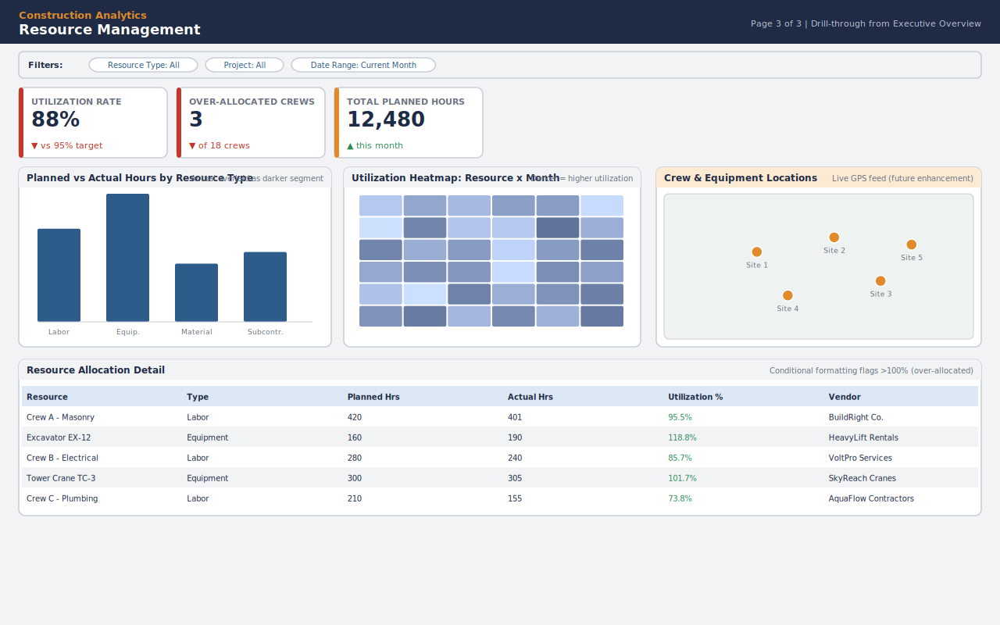 Construction Analytics
Resource Management
Page 3 of 3 | Drill-through from Executive Overview
Filters:
Resource Type: All
Project: All
Date Range: Current Month
UTILIZATION RATE
88%
▼ vs 95% target
OVER-ALLOCATED CREWS
3
▼ of 18 crews
TOTAL PLANNED HOURS
12,480
▲ this month
Planned vs Actual Hours by Resource Type
as darker segment
Labor
Equip.
Material
Subcontr.
Utilization Heatmap: Resource x Month
= higher utilization
Crew & Equipment Locations
Live GPS feed (future enhancement)
Site 1
Site 2
Site 5
Site 3
Site 4
Resource Allocation Detail
Conditional formatting flags >100% (over-allocated)
Resource Type Planned Hrs Actual Hrs Utilization % Vendor
Crew A - Masonry Labor 420 401 95.5% BuildRight Co.
Excavator EX-12 Equipment 160 190 118.8% HeavyLift Rentals
Crew B - Electrical Labor 280 240 85.7% VoltPro Services
Tower Crane TC-3 Equipment 300 305 101.7% SkyReach Cranes
Crew C - Plumbing Labor 210 155 73.8% AquaFlow Contractors